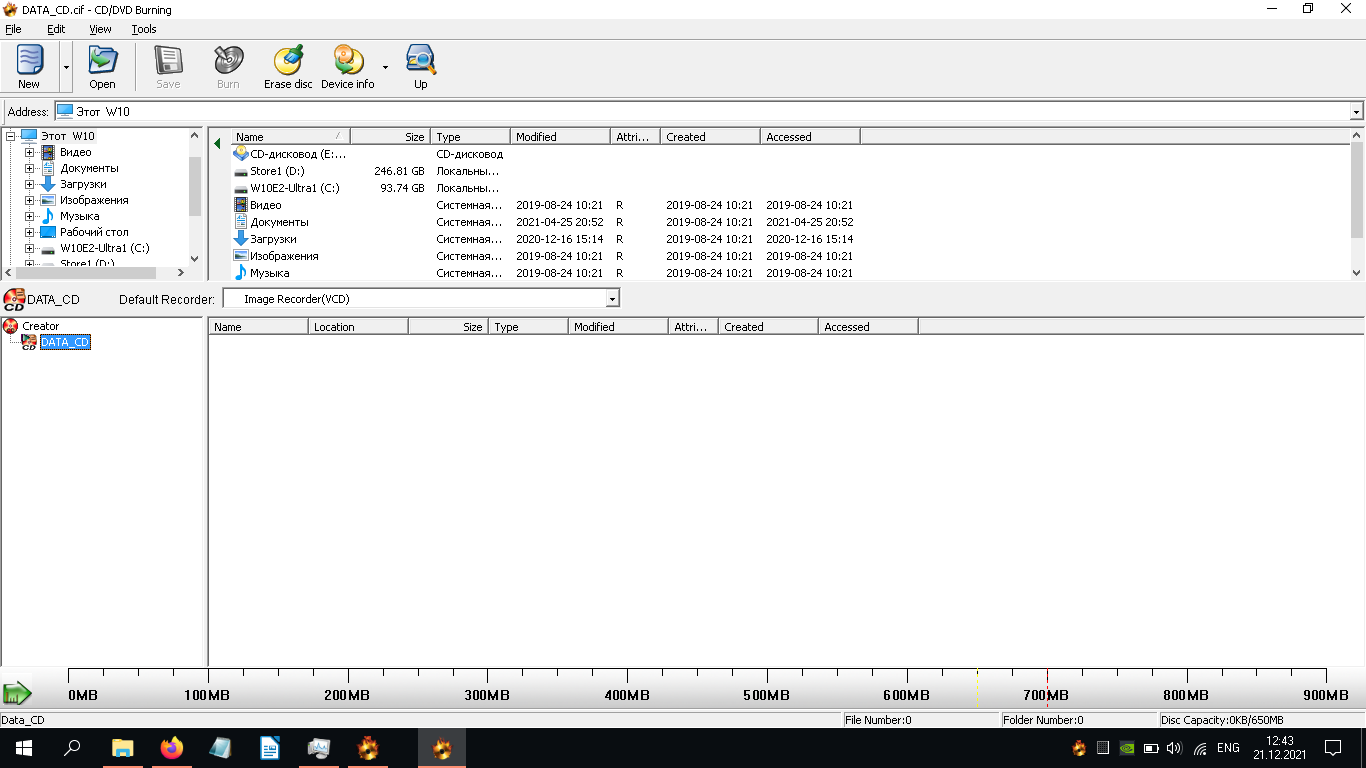 DATA_CD.cif - CD/DVD Burning
File Edit View Tools
New Open Save Burn Erase disc Device info Up
Address: Этот W10
Этот W10
Видео
Документы
Загрузки
Изображения
Музыка
Рабочий стол
W10E2-Ultra1 (C:)
Store1 (D:)
Name Size Type Modified Attri... Created Accessed
CD-дисковод (E:... CD-дисковод
Store1 (D:) 246.81 GB Локальны...
W10E2-Ultra1 (C:) 93.74 GB Локальны...
Видео Системная... 2019-08-24 10:21 R 2019-08-24 10:21 2019-08-24 10:21
Документы Системная... 2021-04-25 20:52 R 2019-08-24 10:21 2021-04-25 20:52
Загрузки Системная... 2020-12-16 15:14 R 2019-08-24 10:21 2020-12-16 15:14
Изображения Системная... 2019-08-24 10:21 R 2019-08-24 10:21 2019-08-24 10:21
Музыка Системная... 2019-08-24 10:21 R 2019-08-24 10:21 2019-08-24 10:21
DATA_CD Default Recorder: Image Recorder(VCD)
Creator
DATA_CD
Name Location Size Type Modified Attri... Created Accessed
0MB 100MB 200MB 300MB 400MB 500MB 600MB 700MB 800MB 900MB
Data_CD File Number:0 Folder Number:0 Disc Capacity:0KB/650MB
ENG 12:43
21.12.2021